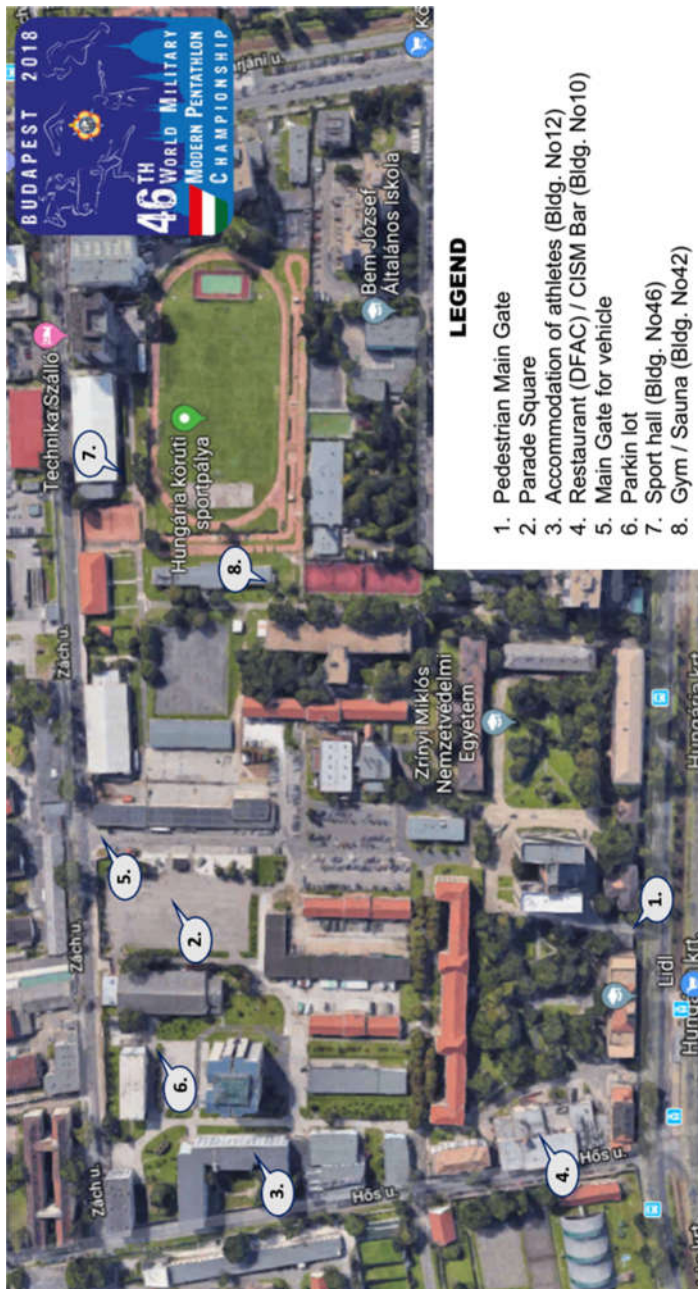 BUDAPEST 2018
46TH
WORLD MILITARY
MODERN PENTATHLON
CHAMPIONSHIP
Technika Szálló
7.
Zách u.
Hungária körúti
sportpálya
8.
Bem József
Általános Iskola
5.
Zách u.
2.
Zrínyi Miklós
Nemzetvédelmi
Egyetem
6.
Zách u.
3.
Hős u.
1.
Lidl
4.
Hős u.
LEGEND
1. Pedestrian Main Gate
2. Parade Square
3. Accommodation of athletes (Bldg. No12)
4. Restaurant (DFAC) / CISM Bar (Bldg. No10)
5. Main Gate for vehicle
6. Parkin lot
7. Sport hall (Bldg. No46)
8. Gym / Sauna (Bldg. No42)